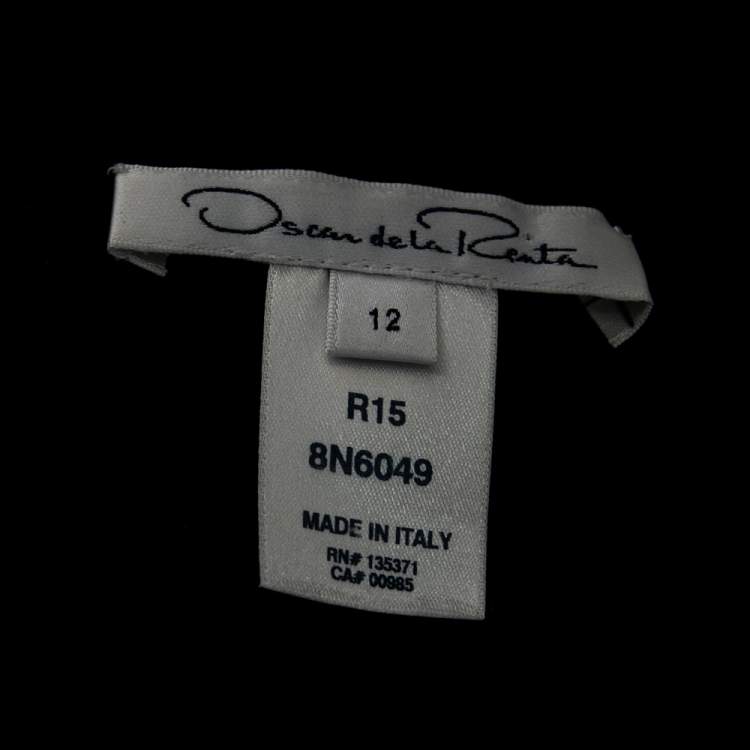 Oscar de la Renta
12
R15
8N6049
MADE IN ITALY
RN# 135371
CA# 00985